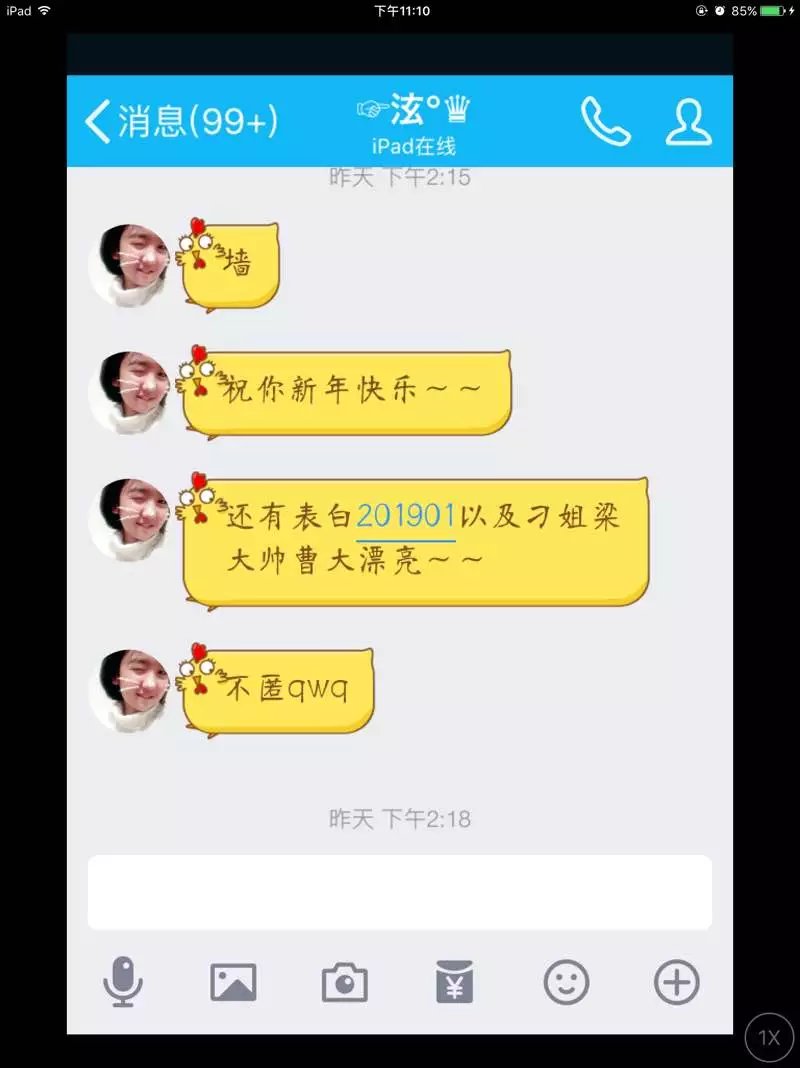 iPad 下午11:10 85%
消息(99+) ☞泫°♛
iPad在线
昨天 下午2:15
墙
祝你新年快乐~~
还有表白201901以及刁姐梁
大帅曹大漂亮~~
不匿qwq
昨天 下午2:18
¥
1X